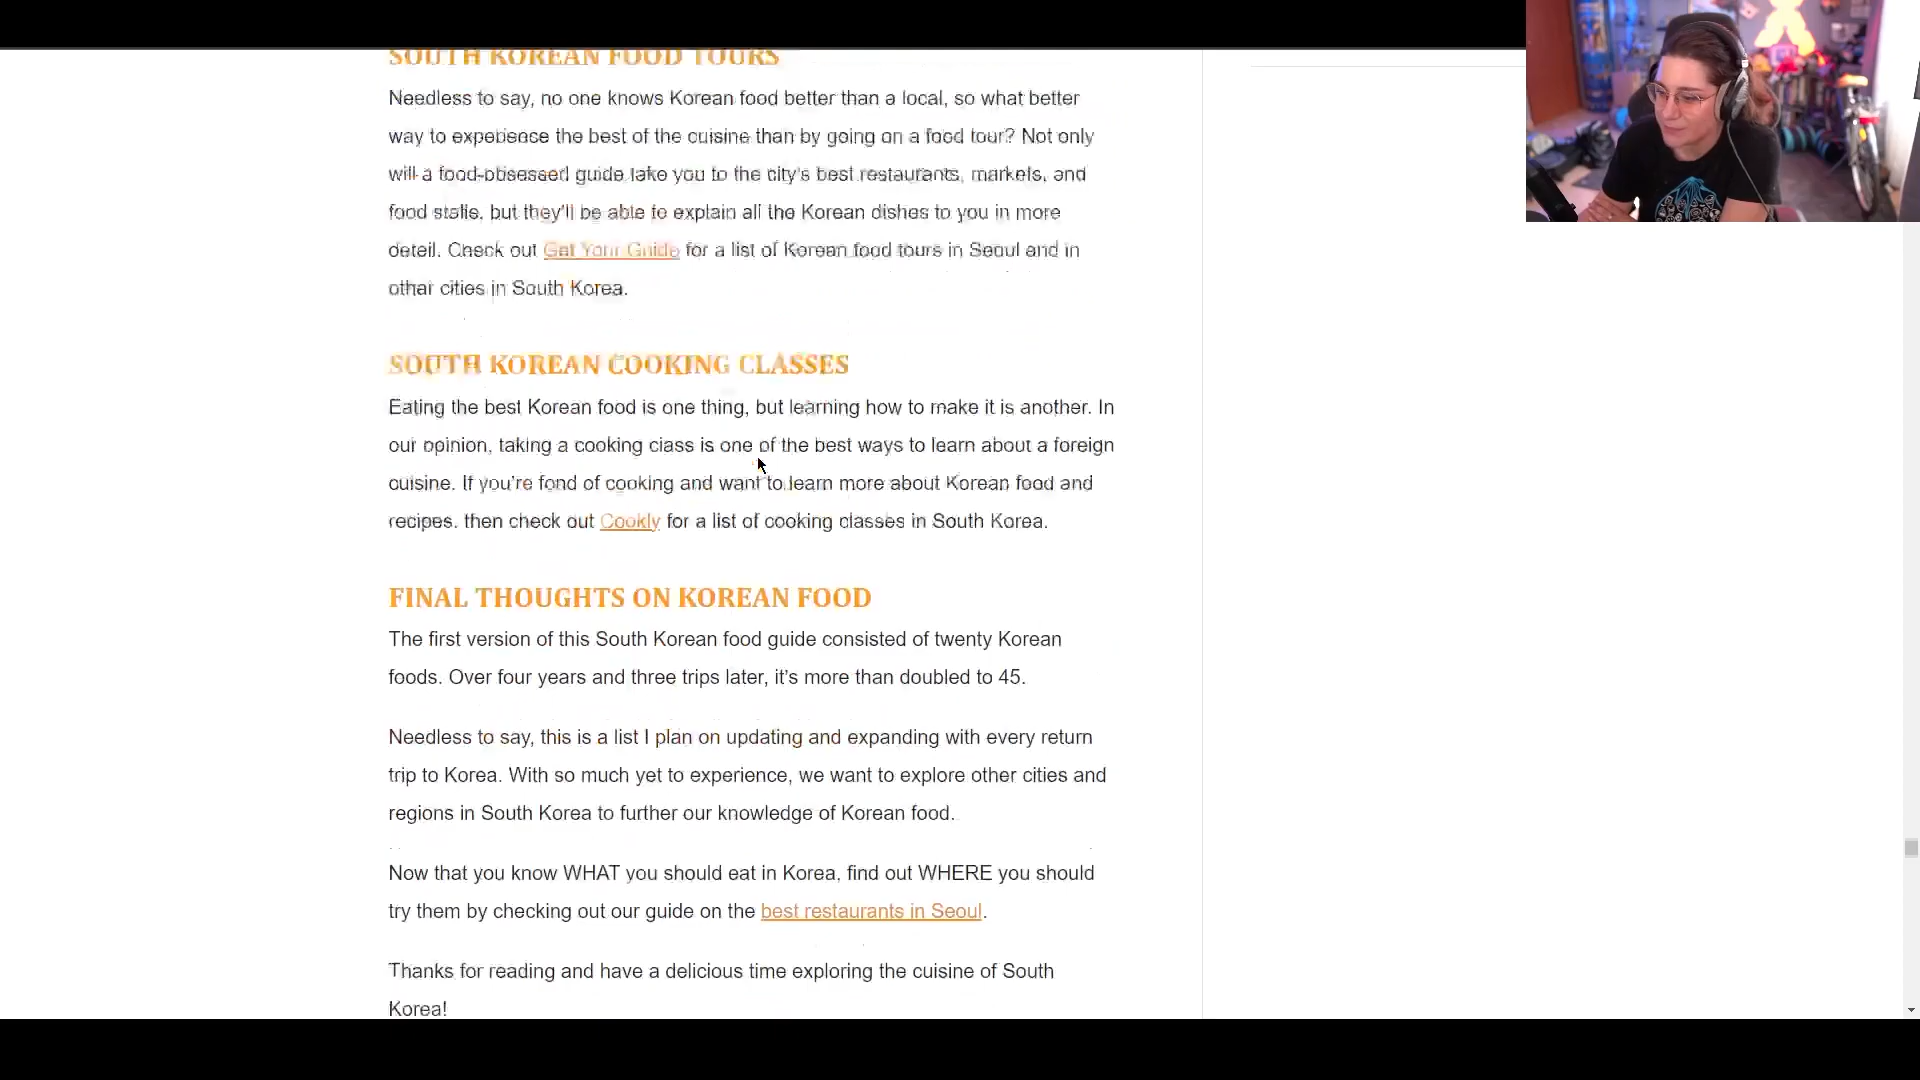 SOUTH KOREAN FOOD TOURS
Needless to say, no one knows Korean food better than a local, so what better
way to experience the best of the cuisine than by going on a food tour? Not only
will a food-obsessed guide take you to the city's best restaurants, markets, and
food stalls, but they'll be able to explain all the Korean dishes to you in more
detail. Check out Get Your Guide for a list of Korean food tours in Seoul and in
other cities in South Korea.
SOUTH KOREAN COOKING CLASSES
Eating the best Korean food is one thing, but learning how to make it is another. In
our opinion, taking a cooking class is one of the best ways to learn about a foreign
cuisine. If you're fond of cooking and want to learn more about Korean food and
recipes, then check out Cookly for a list of cooking classes in South Korea.
FINAL THOUGHTS ON KOREAN FOOD
The first version of this South Korean food guide consisted of twenty Korean
foods. Over four years and three trips later, it's more than doubled to 45.
Needless to say, this is a list I plan on updating and expanding with every return
trip to Korea. With so much yet to experience, we want to explore other cities and
regions in South Korea to further our knowledge of Korean food.
Now that you know WHAT you should eat in Korea, find out WHERE you should
try them by checking out our guide on the best restaurants in Seoul.
Thanks for reading and have a delicious time exploring the cuisine of South
Korea!